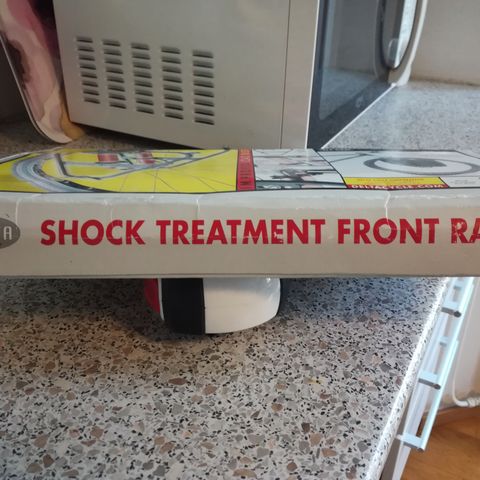 DELTACYCLE.COM
A SHOCK TREATMENT FRONT RA